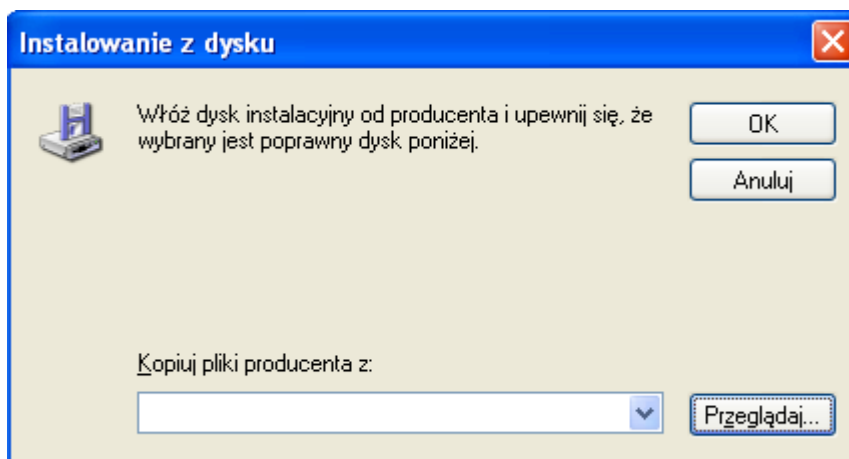 Instalowanie z dysku
Włóż dysk instalacyjny od producenta i upewnij się, że
wybrany jest poprawny dysk poniżej.
OK
Anuluj
Kopiuj pliki producenta z:
Przeglądaj...